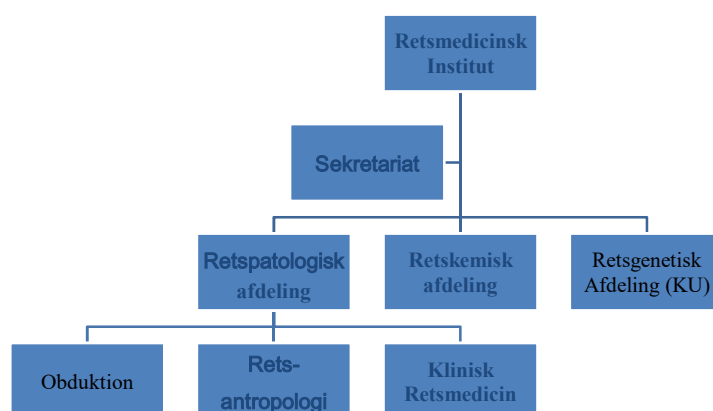 Retsmedicinsk
Institut
Sekretariat
Retspatologisk
afdeling
Retskemisk
afdeling
Retsgenetisk
Afdeling (KU)
Obduktion
Rets-
antropologi
Klinisk
Retsmedicin